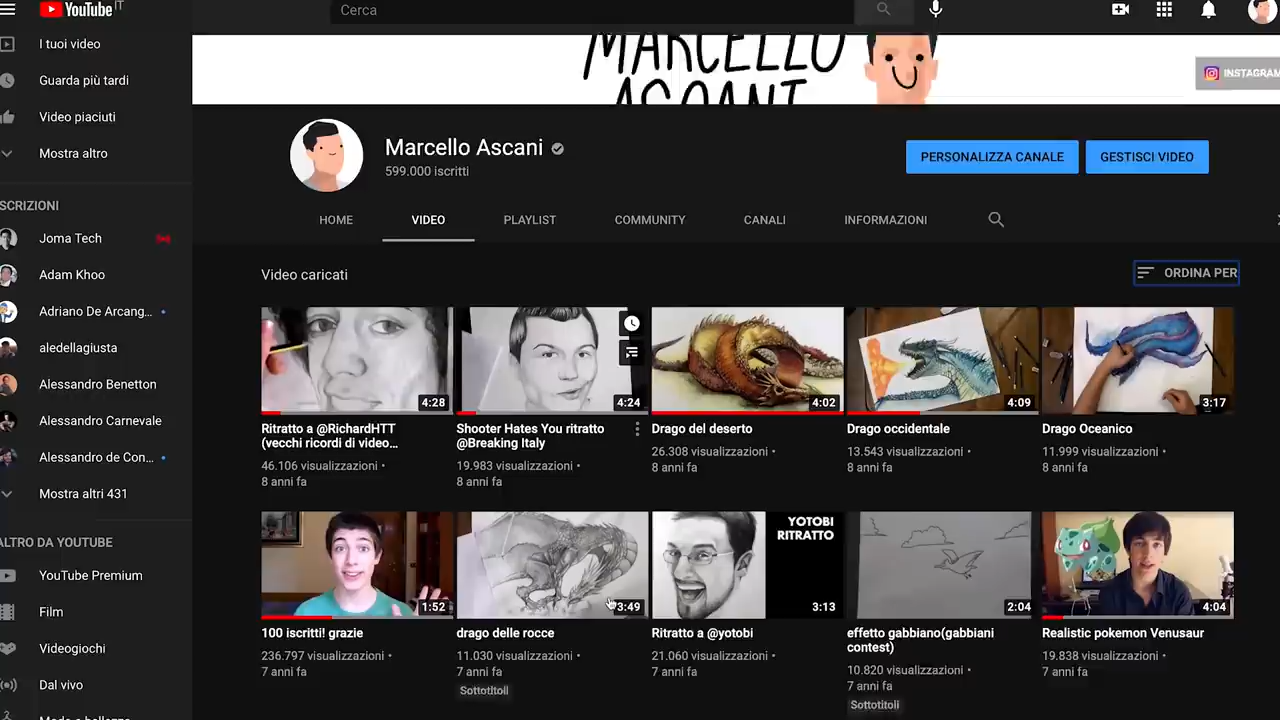 YouTube IT
Cerca
I tuoi video
Guarda più tardi
Video piaciuti
Mostra altro
SCRIZIONI
Joma Tech
Adam Khoo
Adriano De Arcang...
aledellagiusta
Alessandro Benetton
Alessandro Carnevale
Alessandro de Con...
Mostra altri 431
ALTRO DA YOUTUBE
YouTube Premium
Film
Videogiochi
Dal vivo
Moda e bellezza
MARCELLO
ASCANI
INSTAGRAM
Marcello Ascani
599.000 iscritti
PERSONALIZZA CANALE
GESTISCI VIDEO
HOME
VIDEO
PLAYLIST
COMMUNITY
CANALI
INFORMAZIONI
Video caricati
ORDINA PER
4:28
Ritratto a @RichardHTT
(vecchi ricordi di video...
46.106 visualizzazioni •
8 anni fa
4:24
Shooter Hates You ritratto
@Breaking Italy
19.983 visualizzazioni •
8 anni fa
4:02
Drago del deserto
26.308 visualizzazioni •
8 anni fa
4:09
Drago occidentale
13.543 visualizzazioni •
8 anni fa
3:17
Drago Oceanico
11.999 visualizzazioni •
8 anni fa
1:52
100 iscritti! grazie
236.797 visualizzazioni •
7 anni fa
3:49
drago delle rocce
11.030 visualizzazioni •
7 anni fa
Sottotitoli
YOTOBI
RITRATTO
3:13
Ritratto a @yotobi
21.060 visualizzazioni •
7 anni fa
2:04
effetto gabbiano(gabbiani
contest)
10.820 visualizzazioni •
7 anni fa
Sottotitoli
4:04
Realistic pokemon Venusaur
19.838 visualizzazioni •
7 anni fa